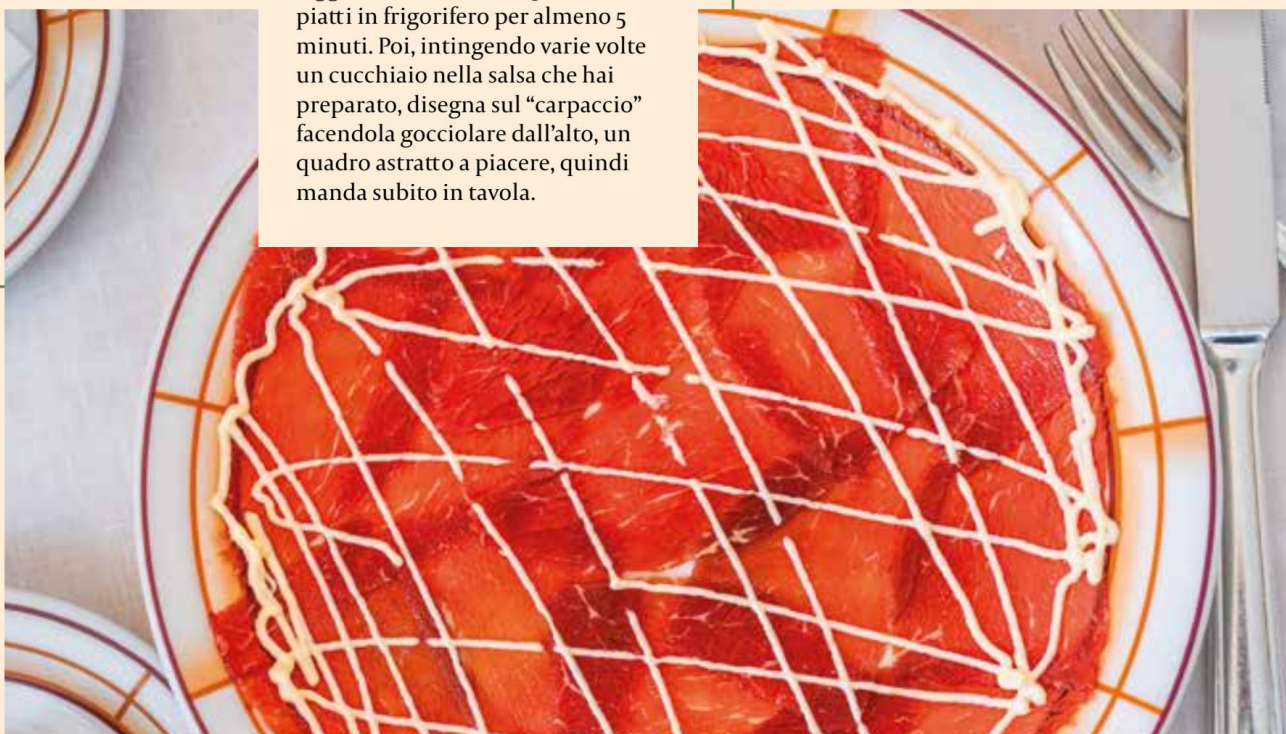 piatti in frigorifero per almeno 5
minuti. Poi, intingendo varie volte
un cucchiaio nella salsa che hai
preparato, disegna sul “carpaccio”
facendola gocciolare dall’alto, un
quadro astratto a piacere, quindi
manda subito in tavola.